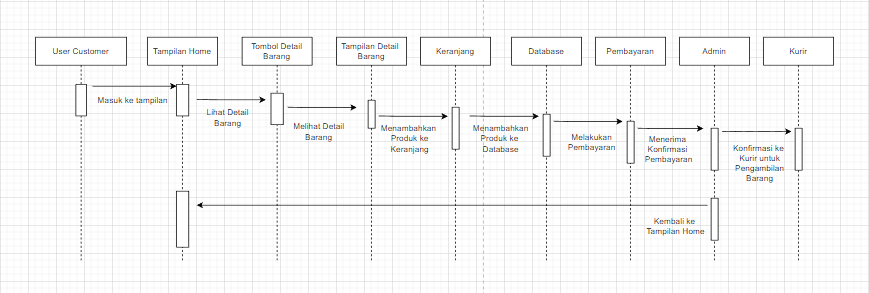 User Customer
Tampilan Home
Tombol Detail
Barang
Tampilan Detail
Barang
Keranjang
Database
Pembayaran
Admin
Kurir
Masuk ke tampilan
Lihat Detail
Barang
Melihat Detail
Barang
Menambahkan
Produk ke
Keranjang
Menambahkan
Produk ke
Database
Melakukan
Pembayaran
Menerima
Konfirmasi
Pembayaran
Konfirmasi ke
Kurir untuk
Pengambilan
Barang
Kembali ke
Tampilan Home